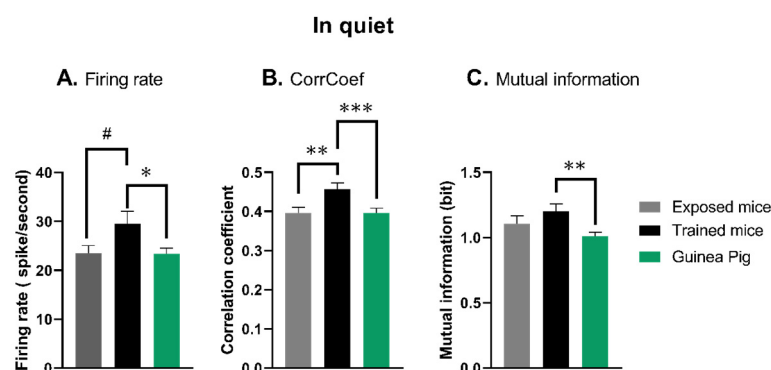 In quiet
A. Firing rate
B. CorrCoef
C. Mutual information
Firing rate ( spike/second)
40
30
20
10
0
#
*
Correlation coefficient
0.5
0.4
0.3
0.2
0.1
0.0
**
***
Mutual information (bit)
1.5
1.0
0.5
0.0
**
Exposed mice
Trained mice
Guinea Pig